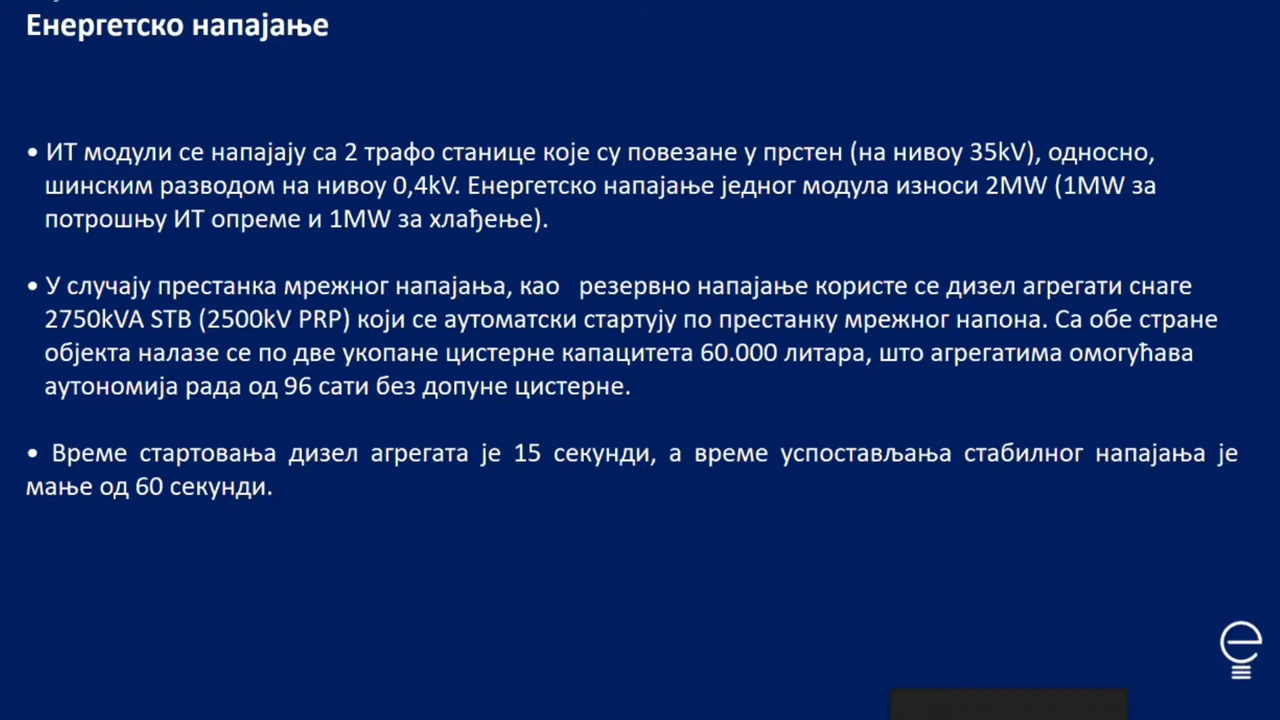 Енергетско напајање
• ИТ модули се напајају са 2 трафо станице које су повезане у прстен (на нивоу 35kV), односно,
шинским разводом на нивоу 0,4kV. Енергетско напајање једног модула износи 2MW (1MW за
потрошњу ИТ опреме и 1MW за хлађење).
• У случају престанка мрежног напајања, као резервно напајање користе се дизел агрегати снаге
2750kVA STB (2500kV PRP) који се аутоматски стартују по престанку мрежног напона. Са обе стране
објекта налазе се по две укопане цистерне капацитета 60.000 литара, што агрегатима омогућава
аутономија рада од 96 сати без допуне цистерне.
• Време стартовања дизел агрегата је 15 секунди, а време успостављања стабилног напајања је
мање од 60 секунди.